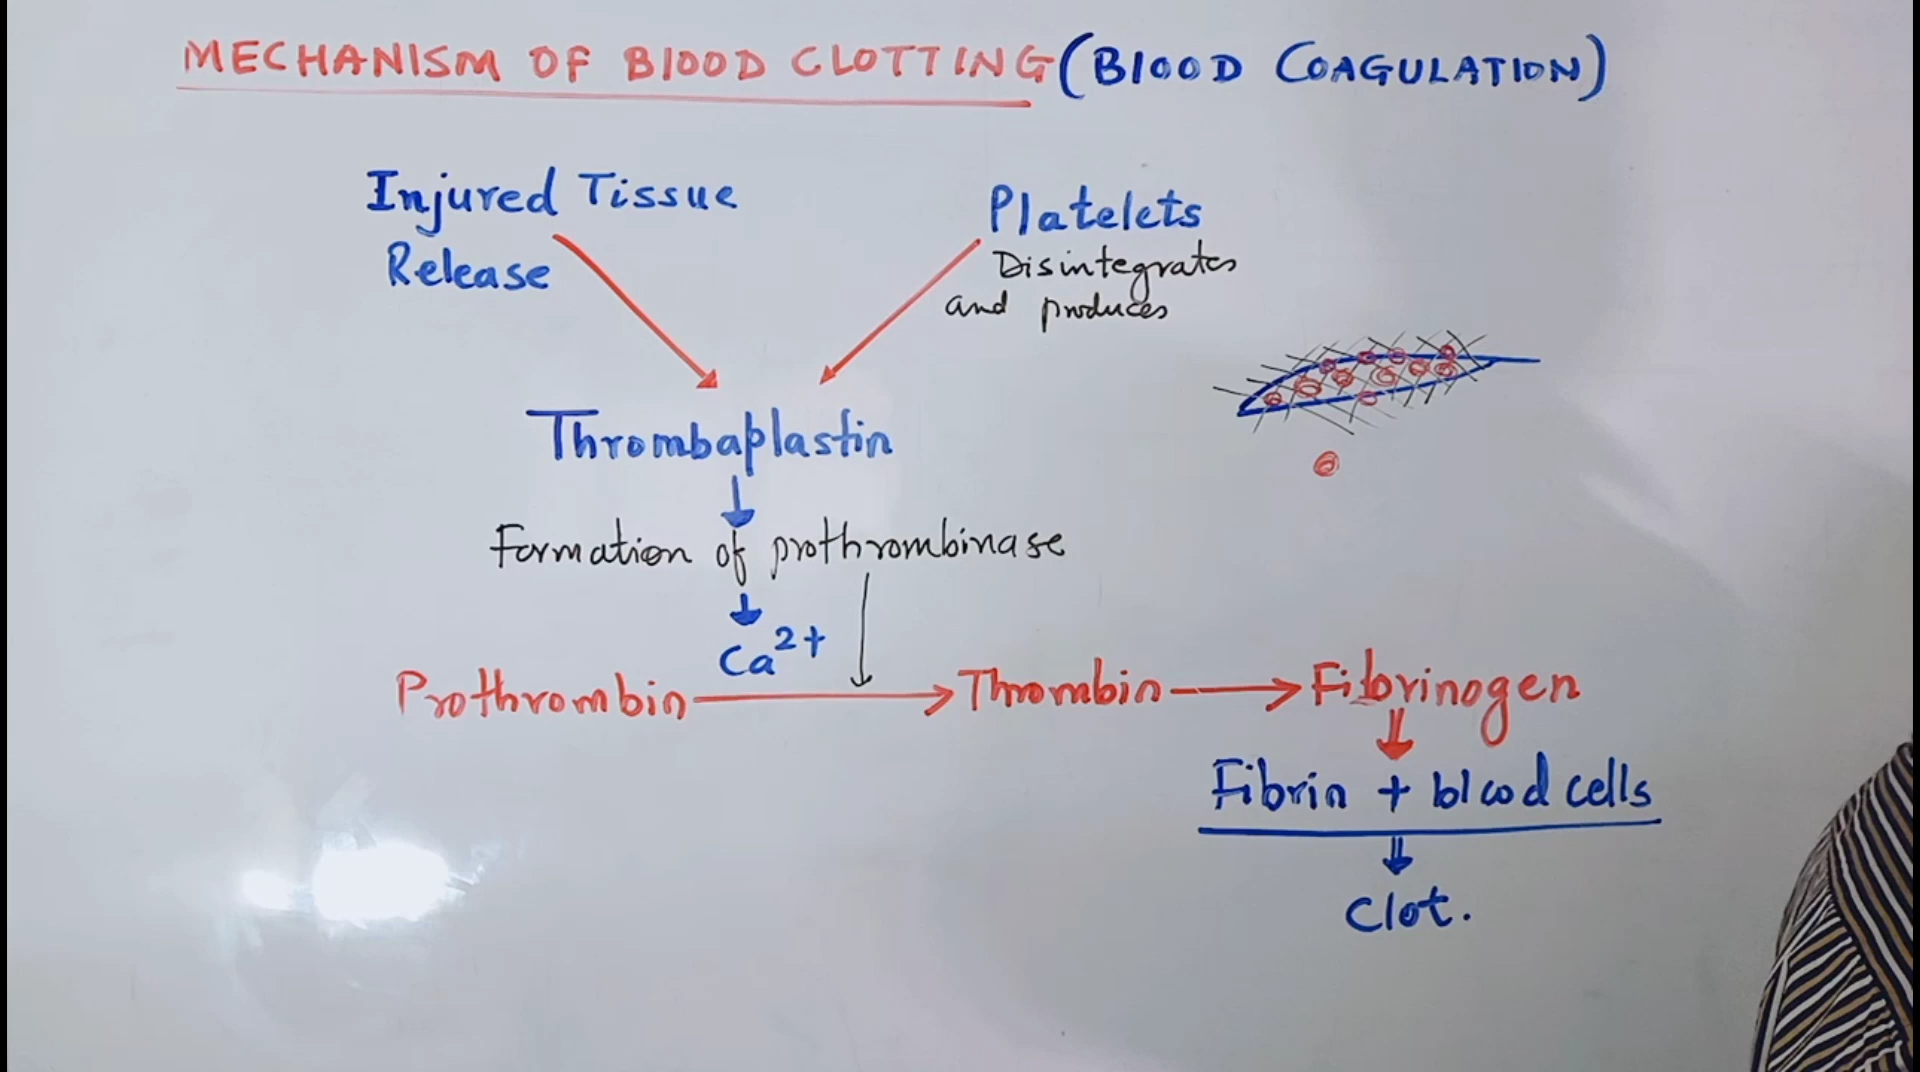 MECHANISM OF BLOOD CLOTTING (BLOOD COAGULATION)
Injured Tissue
Release
Platelets
Disintegrates
and produces
Thrombaplastin
Formation of prothrombinase
Ca2+
Prothrombin → Thrombin → Fibrinogen
Fibrin + blood cells
Clot.